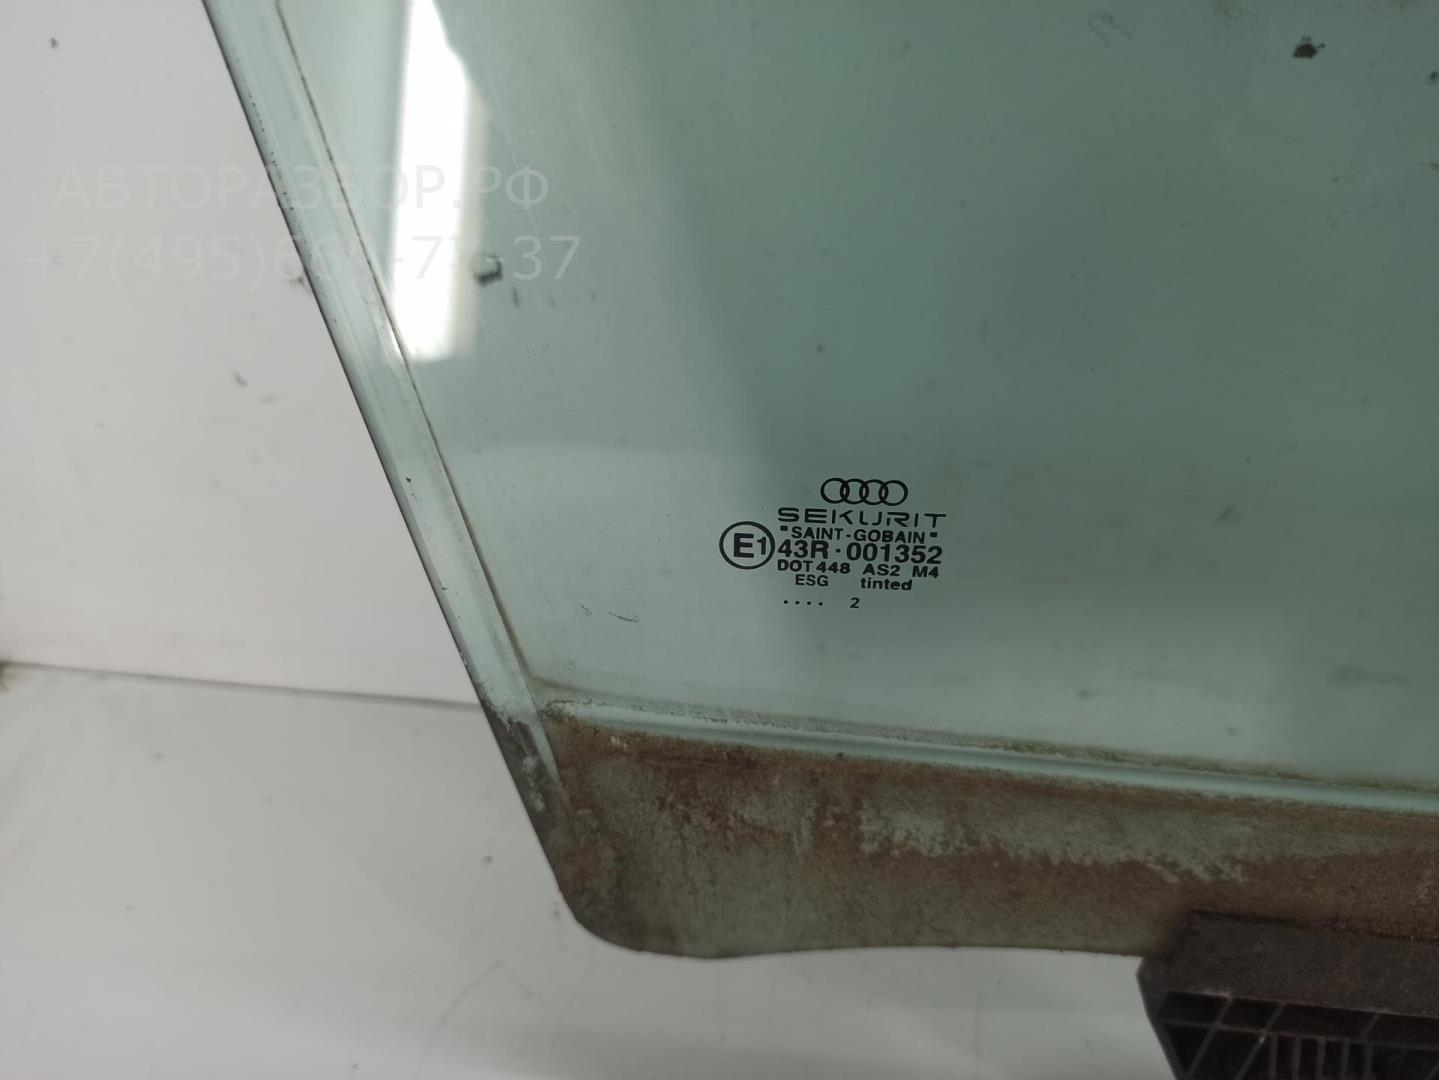 АВТОРАЗБОР.РФ
SEKURIT
"SAINT-GOBAIN"
E1 43R·001352
DOT 448 AS2 M4
ESG tinted
.... 2